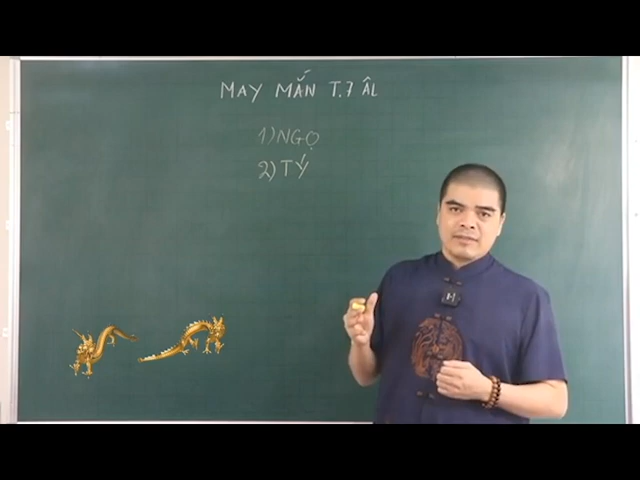 MAY MẮN T.7 ÂL
1) NGỌ
2) TÝ